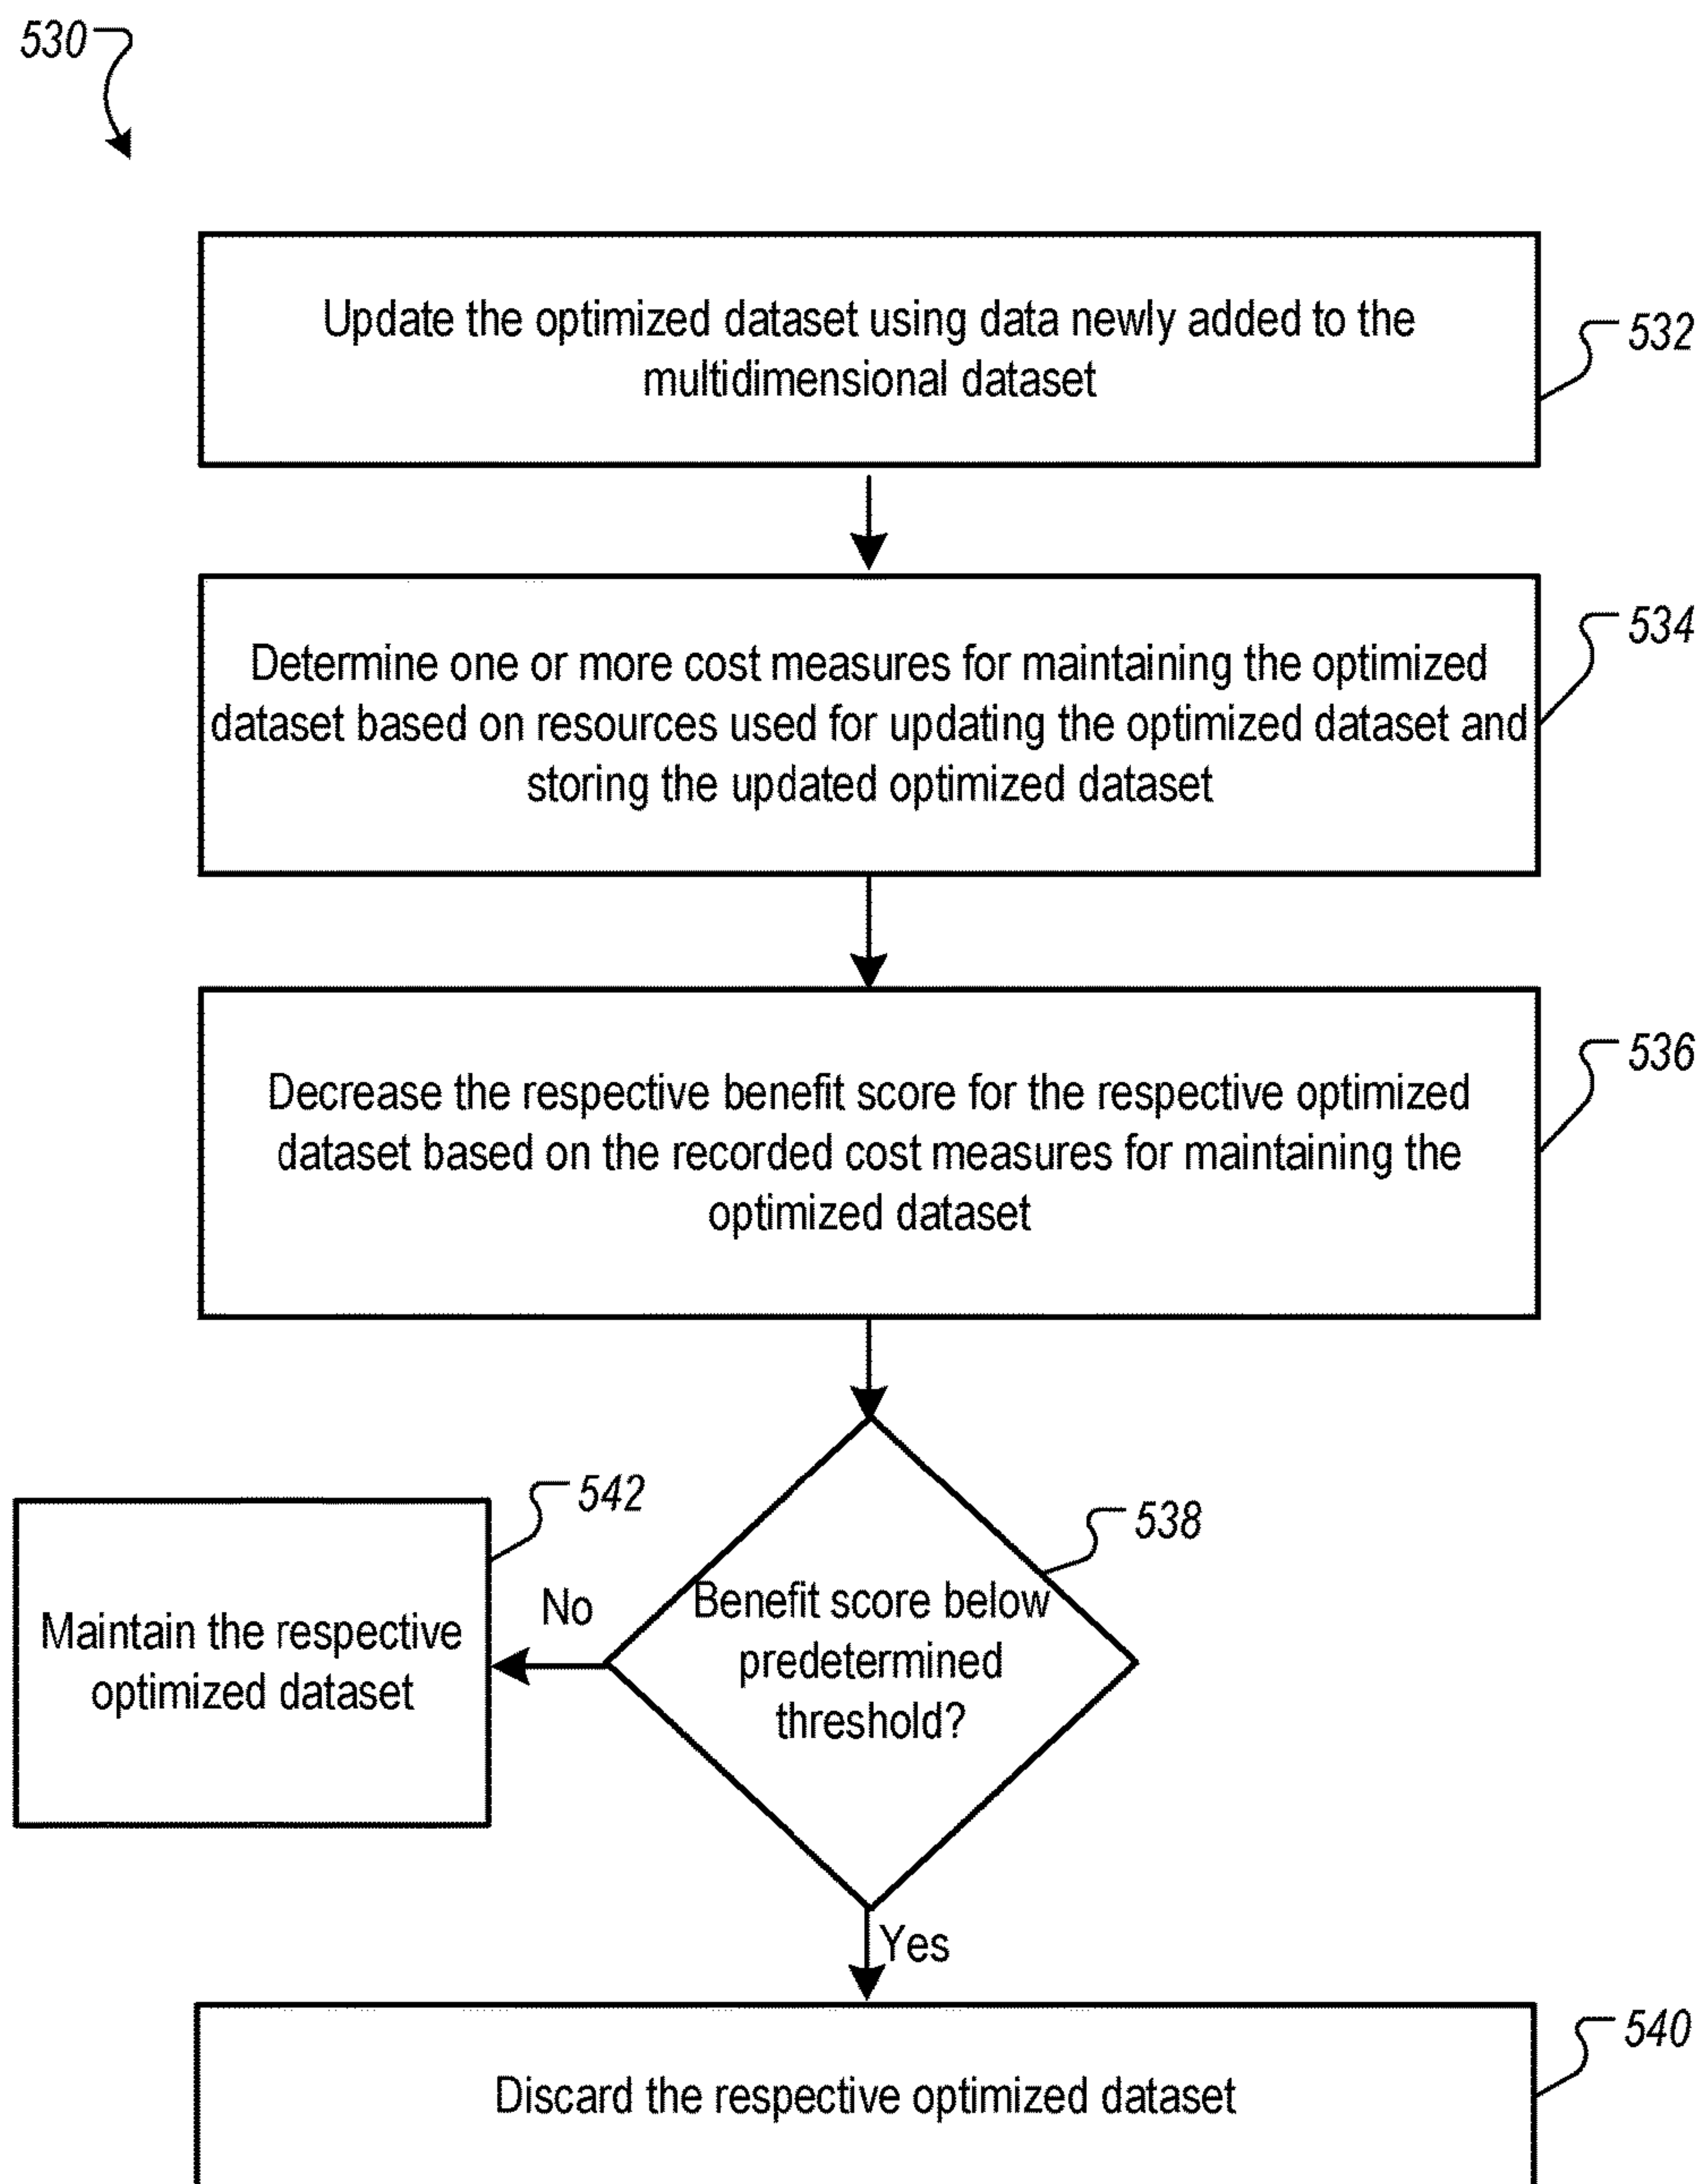 530
Update the optimized dataset using data newly added to the
multidimensional dataset
532
Determine one or more cost measures for maintaining the optimized
dataset based on resources used for updating the optimized dataset and
storing the updated optimized dataset
534
Decrease the respective benefit score for the respective optimized
dataset based on the recorded cost measures for maintaining the
optimized dataset
536
Benefit score below
predetermined
threshold?
538
No
Maintain the respective
optimized dataset
542
Yes
Discard the respective optimized dataset
540